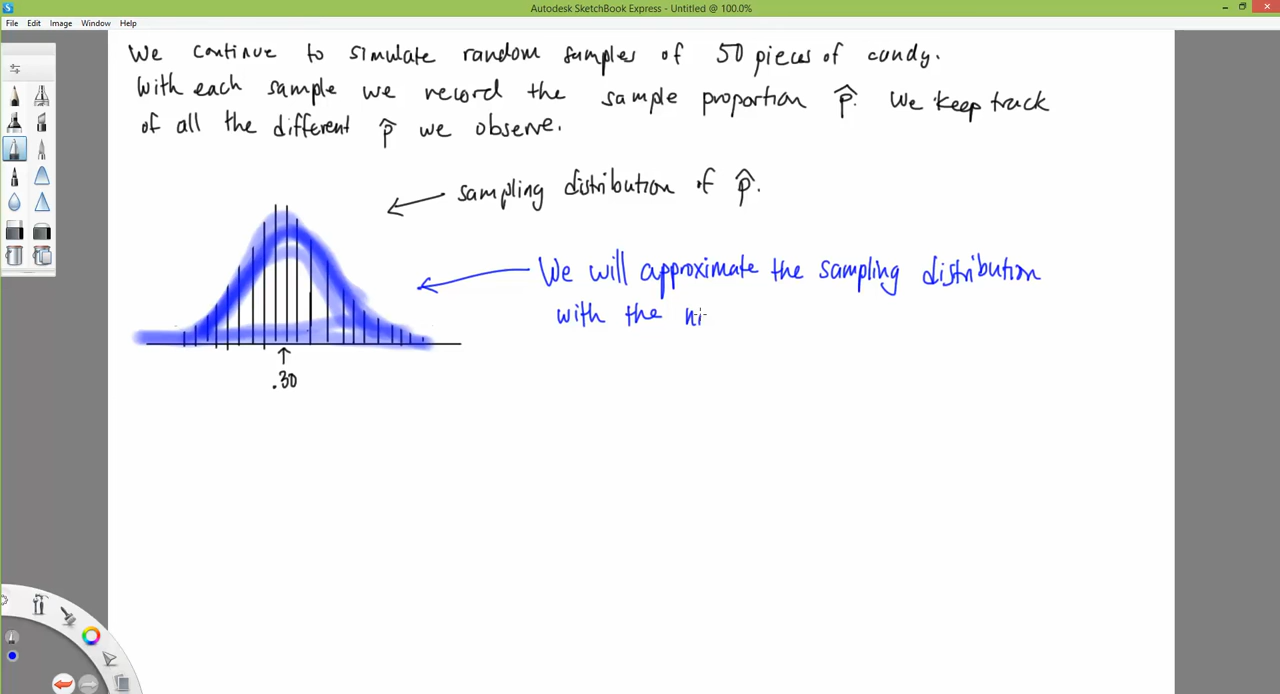 Autodesk SketchBook Express - Untitled @ 100.0%
File Edit Image Window Help
We continue to simulate random samples of 50 pieces of candy.
With each sample we record the sample proportion p̂. We keep track
of all the different p̂ we observe.
sampling distribution of p̂.
We will approximate the sampling distribution
with the
.30